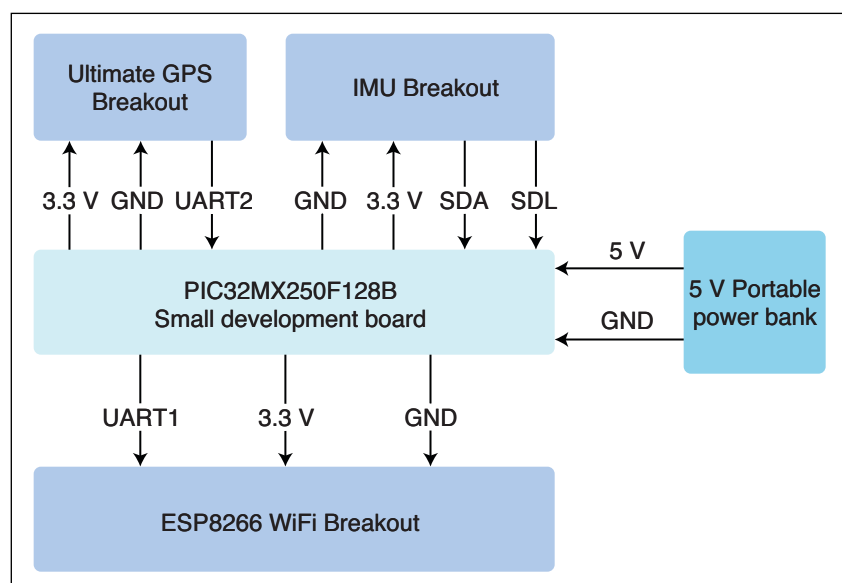 Ultimate GPS
Breakout
IMU Breakout
3.3 V GND UART2 GND 3.3 V SDA SDL
PIC32MX250F128B
Small development board
5 V
GND
5 V Portable
power bank
UART1 3.3 V GND
ESP8266 WiFi Breakout